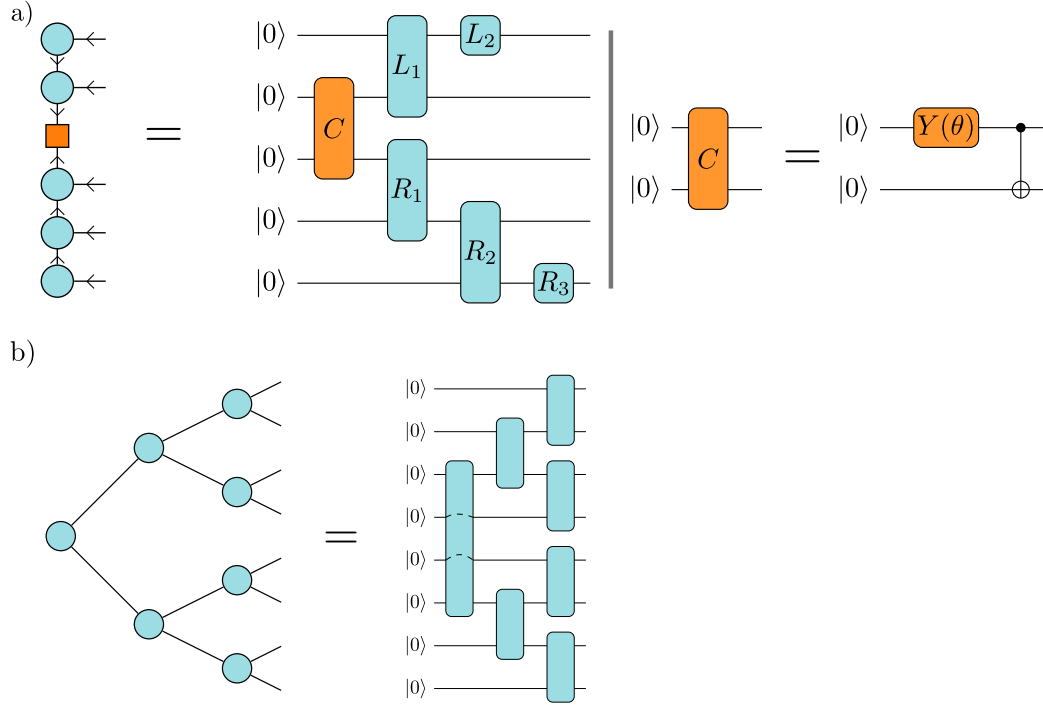 a)
|0⟩ L₁ L₂
|0⟩
C
|0⟩ R₁
|0⟩ R₂
|0⟩ R₃
=
|0⟩ C = |0⟩ Y(θ)
|0⟩ |0⟩
b)
=
|0⟩
|0⟩
|0⟩
|0⟩
|0⟩
|0⟩
|0⟩
|0⟩